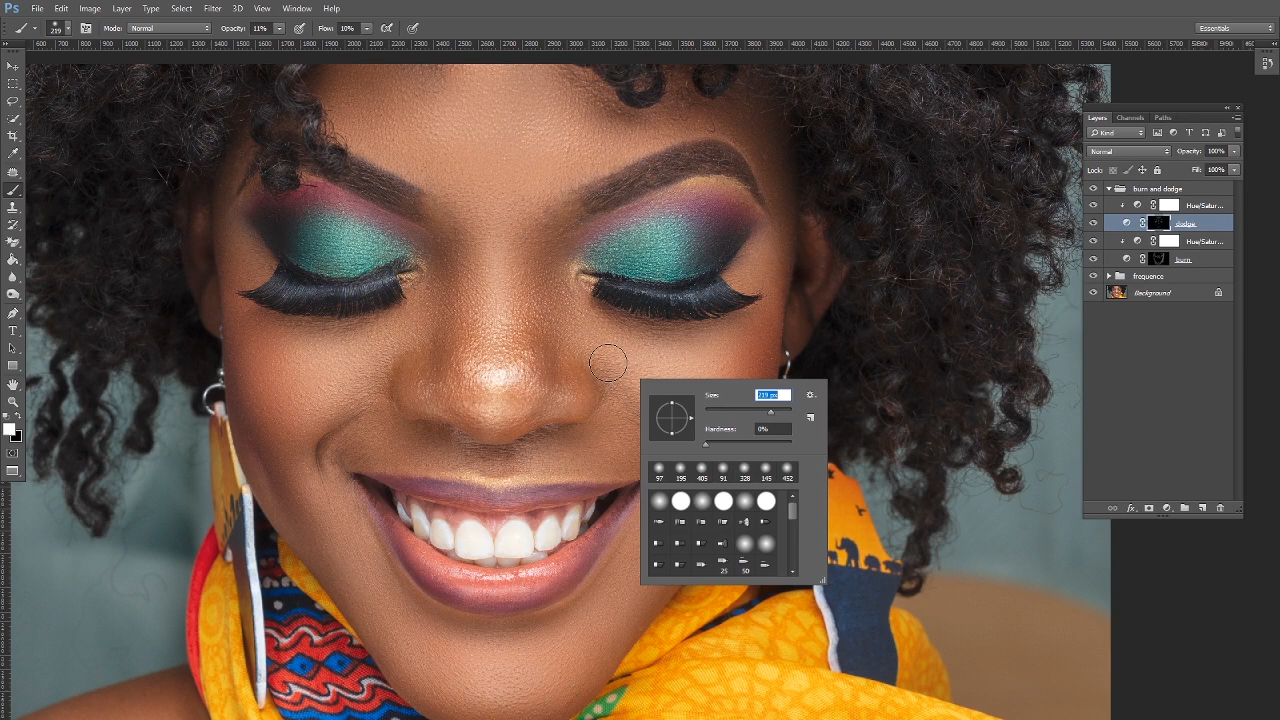 Ps File Edit Image Layer Type Select Filter 3D View Window Help
219 Mode: Normal Opacity: 11% Flow: 10% Essentials
600 700 800 900 1000 1100 1200 1300 1400 1500 1600 1700 1800 1900 2000 2100 2200 2300 2400 2500 2600 2700 2800 2900 3000 3100 3200 3300 3400 3500 3600 3700 3800 3900 4000 4100 4200 4300 4400 4500 4600 4700 4800 4900 5000 5100 5200 5300 5400 5500 5600 5700
Layers Channels Paths
Kind
Normal Opacity: 100%
Lock: Fill: 100%
burn and dodge
Hue/Satur...
dodge
Hue/Satur...
burn
frequence
Background
Size: 219 px
Hardness: 0%
97 195 405 91 328 145 452
25 50